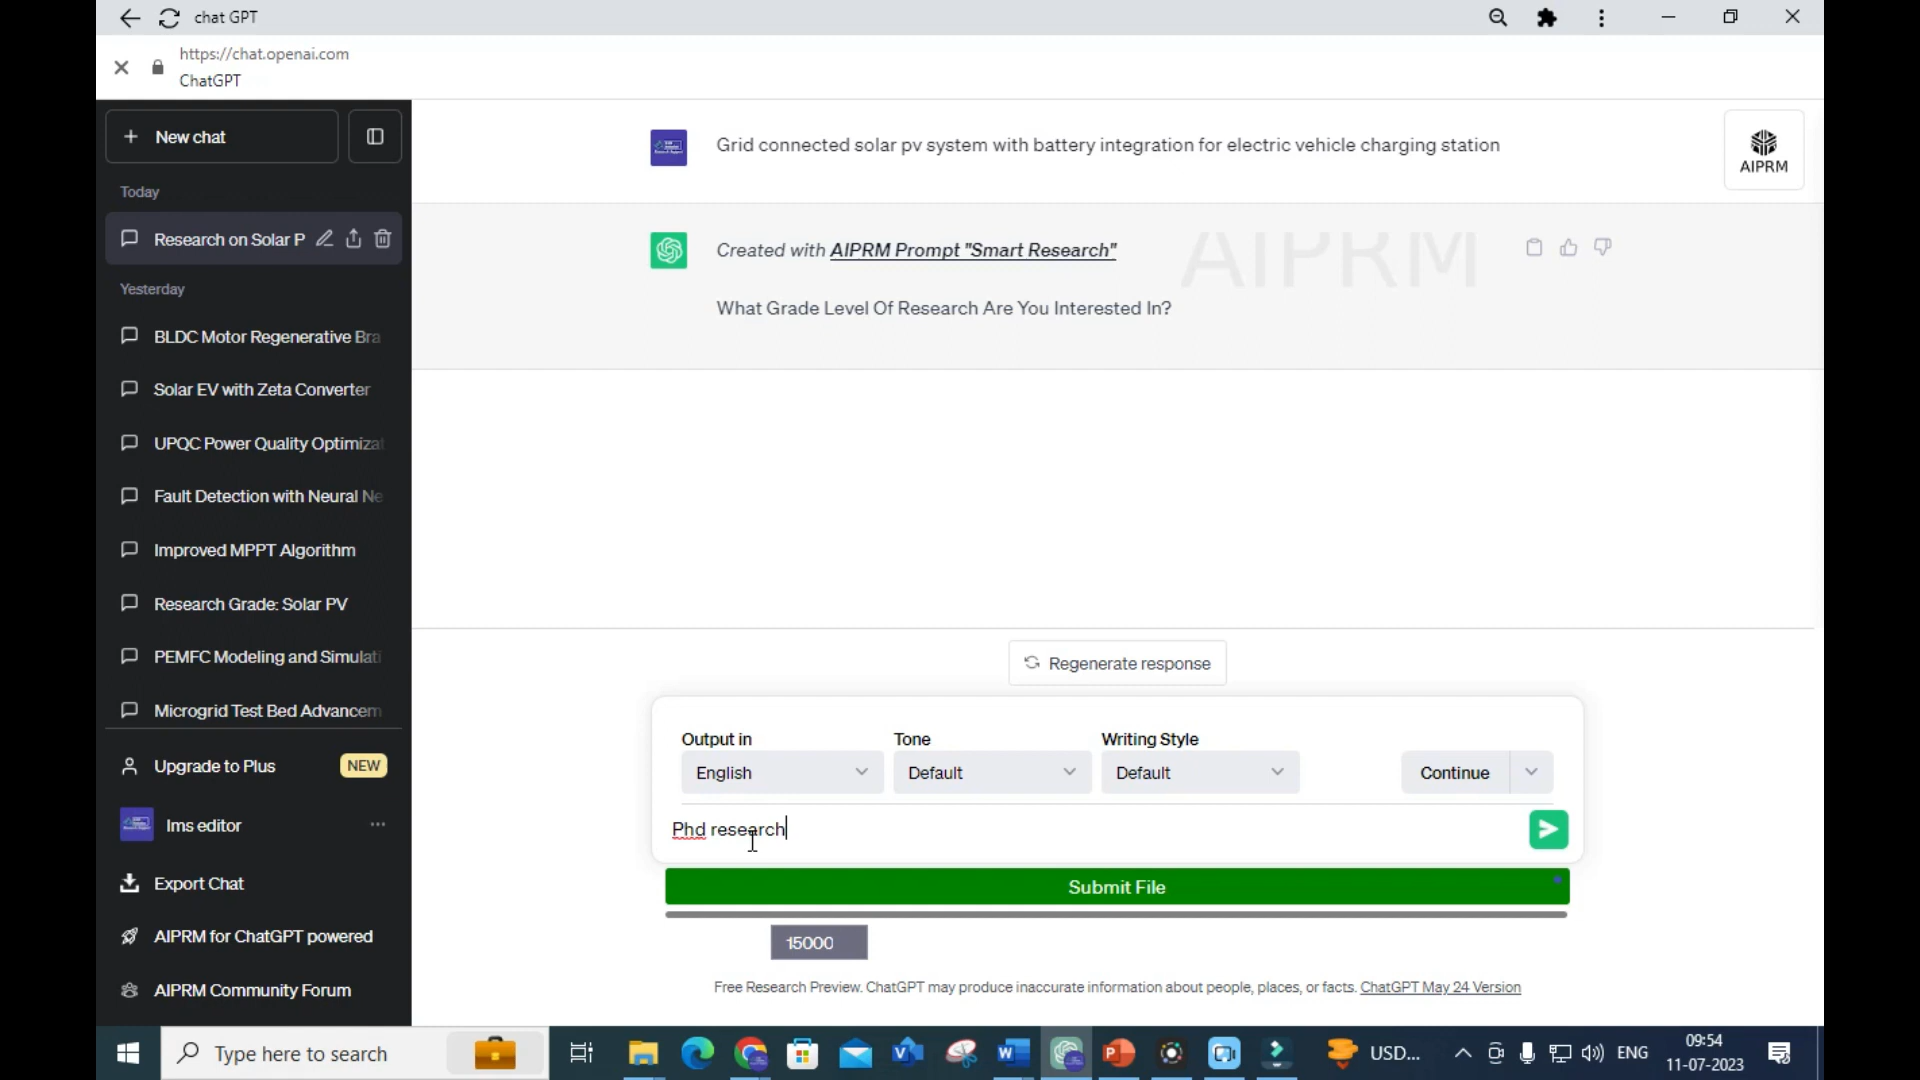 chat GPT
https://chat.openai.com
ChatGPT
New chat
Today
Research on Solar P
Yesterday
BLDC Motor Regenerative Bra
Solar EV with Zeta Converter
UPQC Power Quality Optimizat
Fault Detection with Neural Ne
Improved MPPT Algorithm
Research Grade: Solar PV
PEMFC Modeling and Simulati
Microgrid Test Bed Advancem
Upgrade to Plus NEW
lms editor
Export Chat
AIPRM for ChatGPT powered
AIPRM Community Forum
Grid connected solar pv system with battery integration for electric vehicle charging station
AIPRM
Created with AIPRM Prompt "Smart Research"
AIPRM
What Grade Level Of Research Are You Interested In?
Regenerate response
Output in Tone Writing Style
English Default Default Continue
Phd research
Submit File
15000
Free Research Preview. ChatGPT may produce inaccurate information about people, places, or facts. ChatGPT May 24 Version
Type here to search
USD...
ENG
09:54
11-07-2023